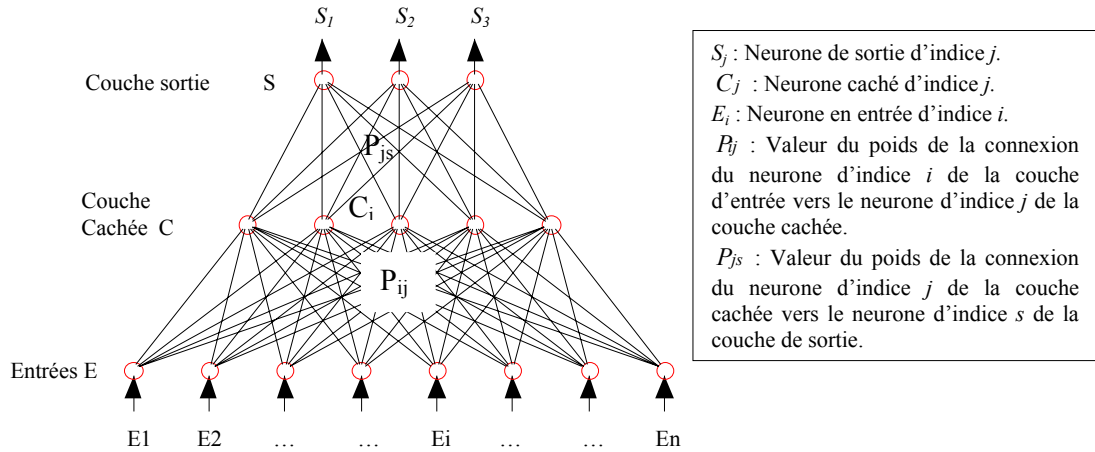 S1 S2 S3
Couche sortie S
Pjs
Couche
Cachée C
Ci
Pij
Entrées E
E1 E2 … … Ei … … En
Sj : Neurone de sortie d’indice j.
Cj : Neurone caché d’indice j.
Ei : Neurone en entrée d’indice i.
Pij : Valeur du poids de la connexion
du neurone d’indice i de la couche
d’entrée vers le neurone d’indice j de la
couche cachée.
Pjs : Valeur du poids de la connexion
du neurone d’indice j de la couche
cachée vers le neurone d’indice s de la
couche de sortie.